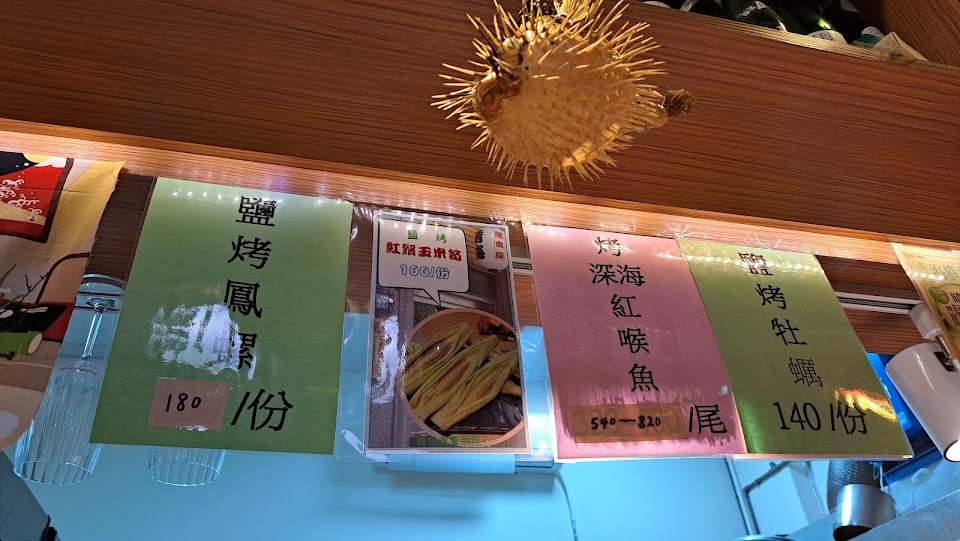 鹽烤鳳螺
180/份
鹽烤
紅鬚玉米筍
100/份
烤深海紅喉魚
540~820/尾
鹽烤牡蠣
140/份